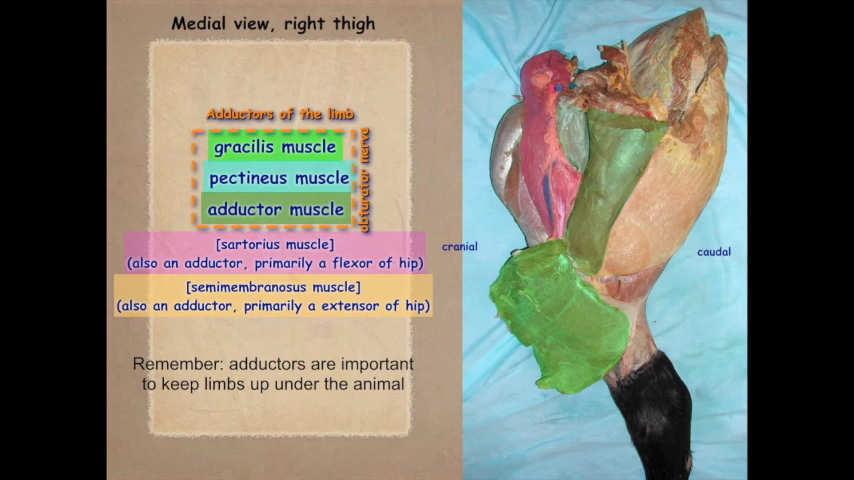 Medial view, right thigh
Adductors of the limb
gracilis muscle
pectineus muscle
adductor muscle
obturator nerve
[sartorius muscle]
(also an adductor, primarily a flexor of hip)
[semimembranosus muscle]
(also an adductor, primarily a extensor of hip)
Remember: adductors are important
to keep limbs up under the animal
cranial
caudal